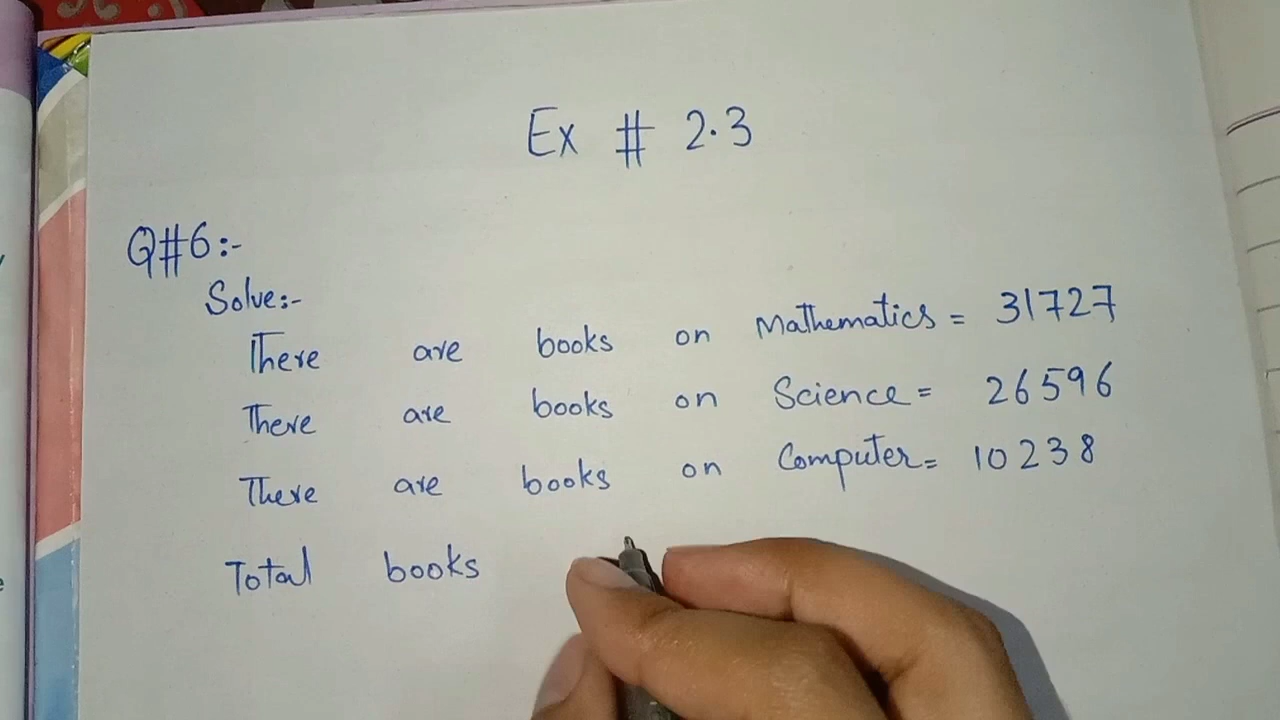 Ex # 2.3
Q#6:-
Solve:-
There are books on Mathematics = 31727
There are books on Science = 26596
There are books on Computer = 10238
Total books